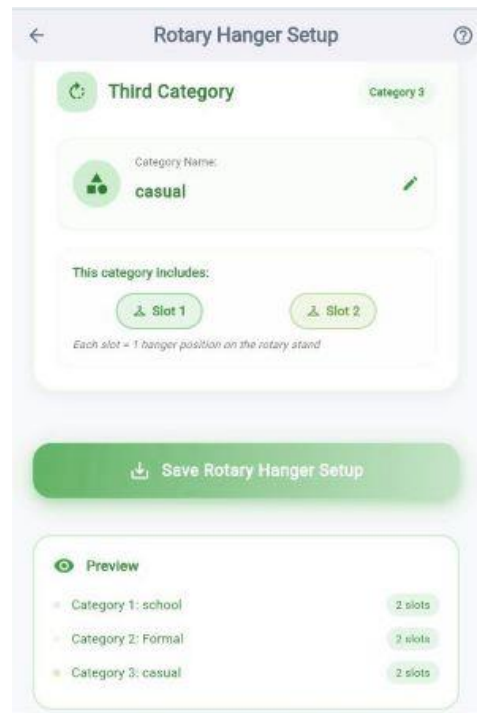 Rotary Hanger Setup
Third Category
Category 3
Category Name:
casual
This category includes:
Slot 1
Slot 2
Each slot = 1 hanger position on the rotary stand
Save Rotary Hanger Setup
Preview
Category 1: school
2 slots
Category 2: Formal
2 slots
Category 3: casual
2 slots